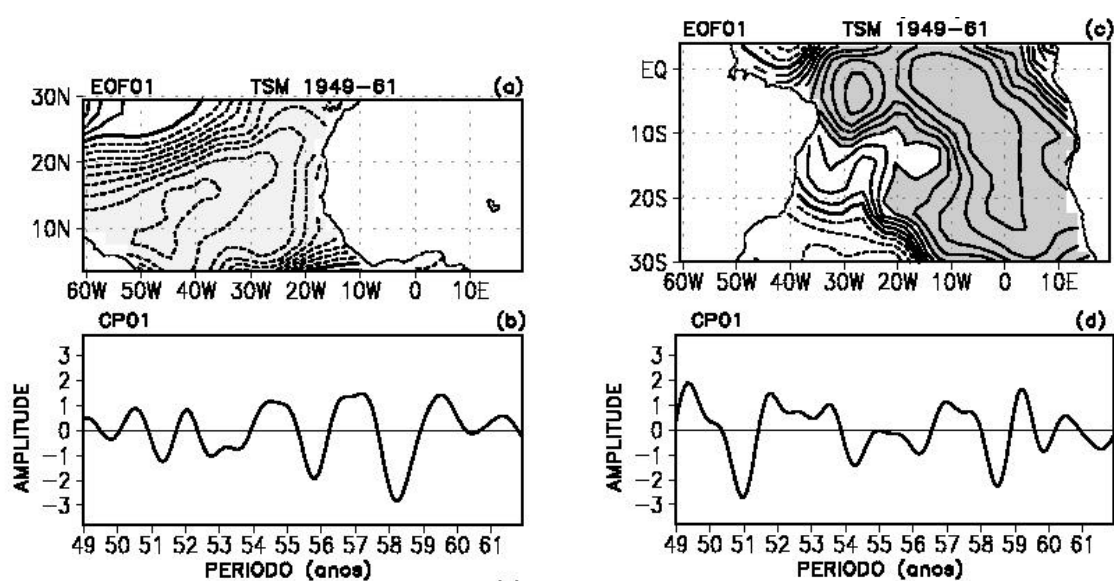 EOF01 TSM 1949-61 (a)
30N
20N
10N
60W 50W 40W 30W 20W 10W 0 10E
CP01 (b)
AMPLITUDE
3
2
1
0
-1
-2
-3
49 50 51 52 53 54 55 56 57 58 59 60 61
PERIODO (anos)
EOF01 TSM 1949-61 (c)
EQ
10S
20S
30S
60W 50W 40W 30W 20W 10W 0 10E
CP01 (d)
AMPLITUDE
3
2
1
0
-1
-2
-3
49 50 51 52 53 54 55 56 57 58 59 60 61
PERIODO (anos)